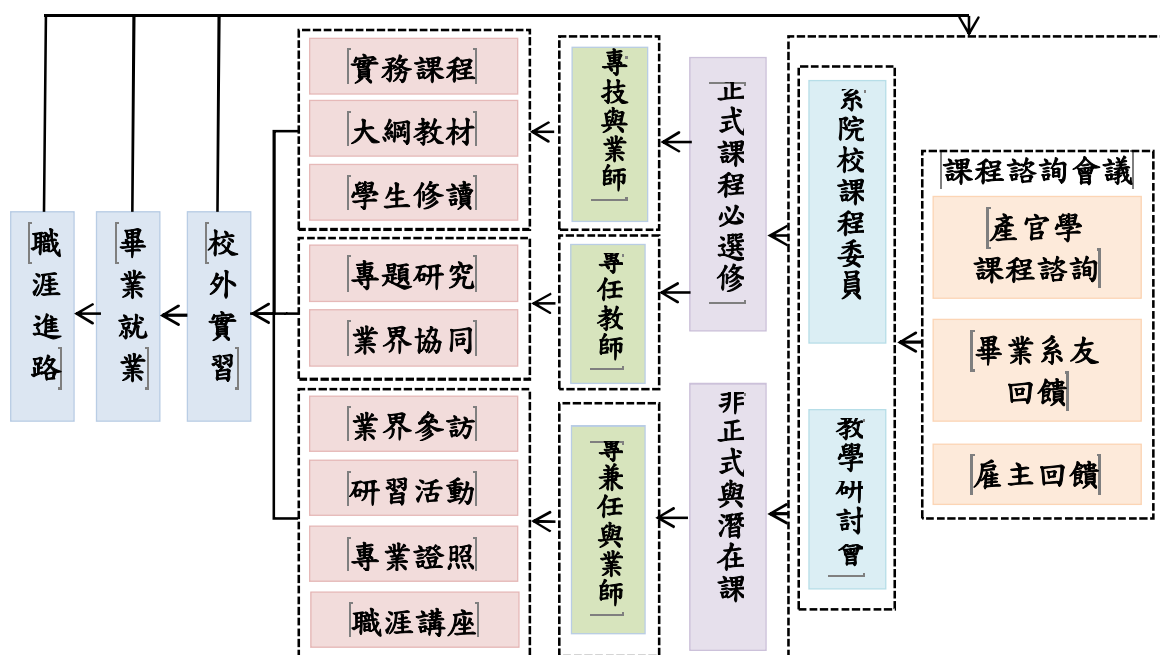 實務課程
大綱教材
學生修讀
專題研究
業界協同
業界參訪
研習活動
專業證照
職涯講座
專技與業師
專任教師
專兼任與業師
正式課程必選修
非正式與潛在課
系院校課程委員
教學研討會
課程諮詢會議
產官學
課程諮詢
畢業系友
回饋
雇主回饋
職涯進路
畢業就業
校外實習